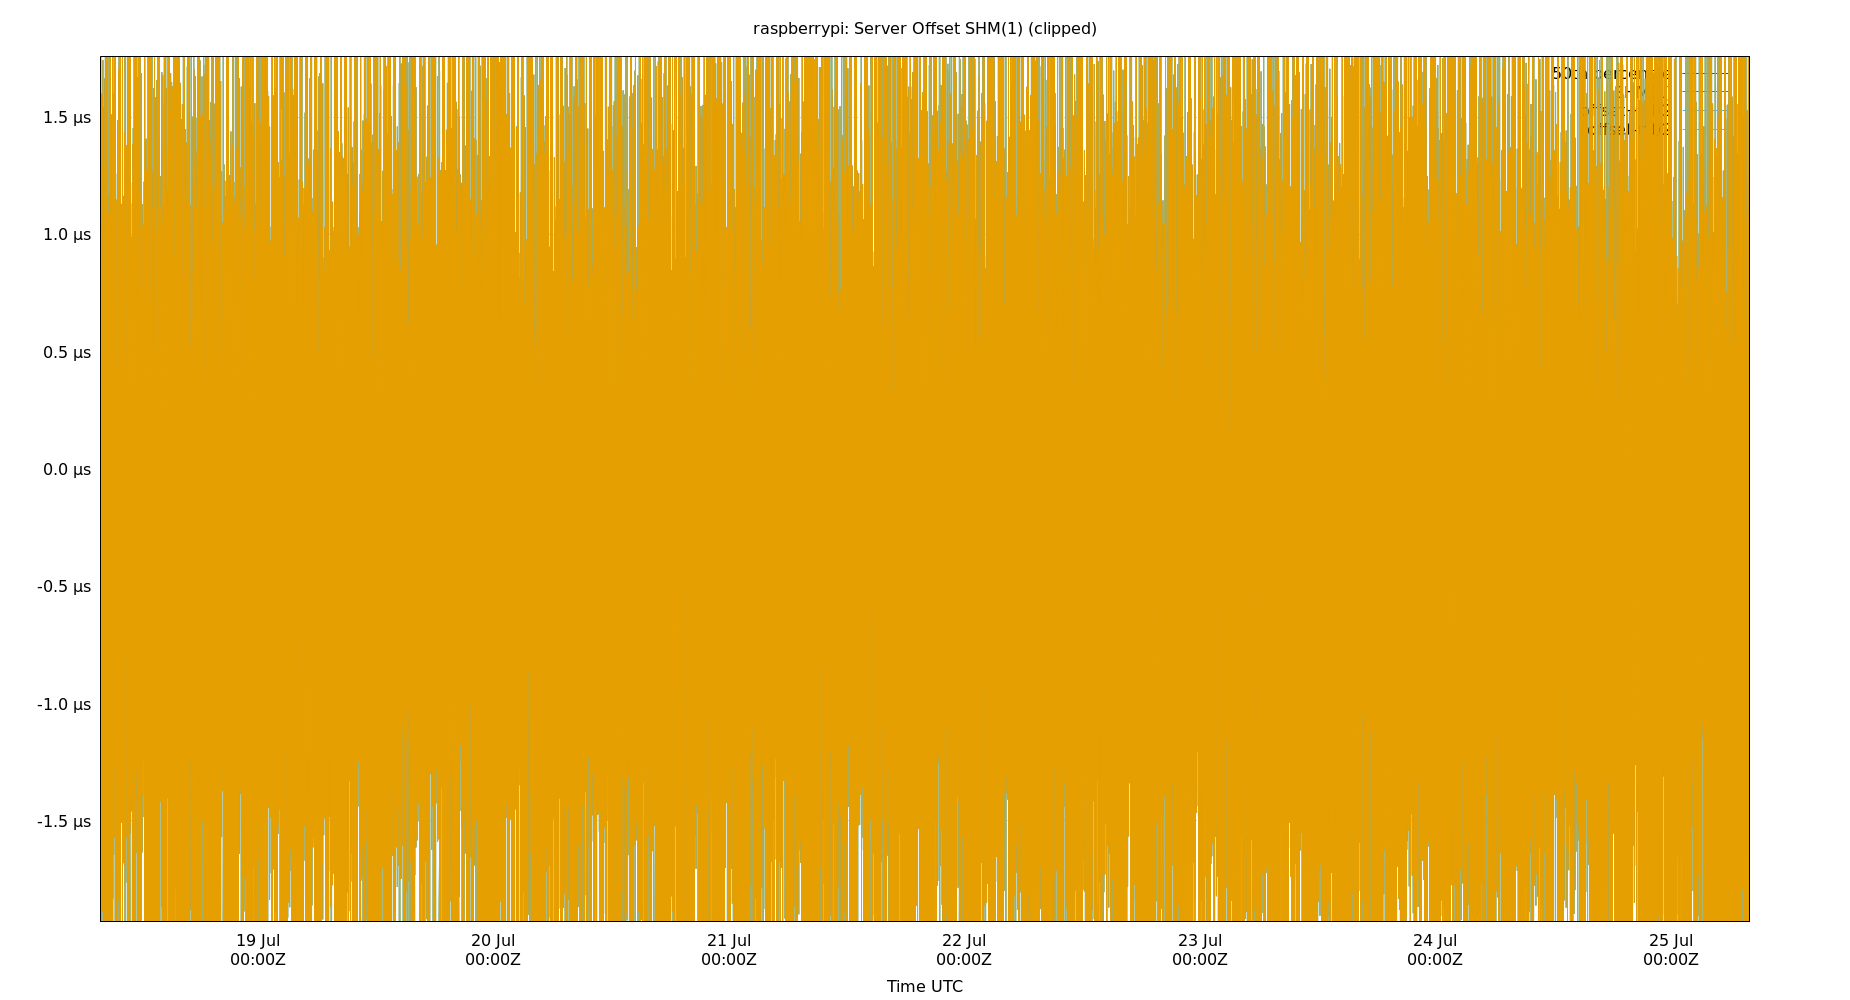 raspberrypi: Server Offset SHM(1) (clipped)
1.5 µs
1.0 µs
0.5 µs
0.0 µs
-0.5 µs
-1.0 µs
-1.5 µs
19 Jul 20 Jul 21 Jul 22 Jul 23 Jul 24 Jul 25 Jul
00:00Z 00:00Z 00:00Z 00:00Z 00:00Z 00:00Z 00:00Z
Time UTC